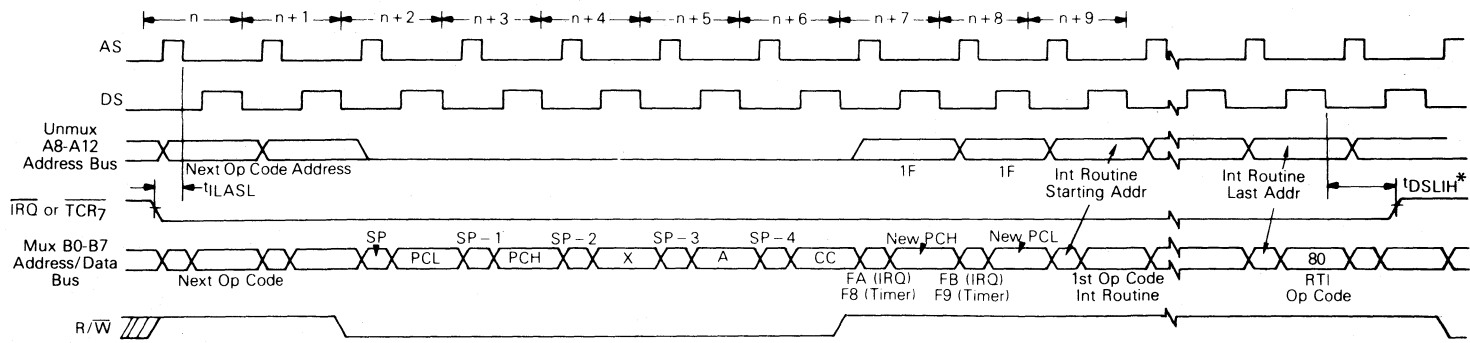 n n + 1 n + 2 n + 3 n + 4 n + 5 n + 6 n + 7 n + 8 n + 9
AS
DS
Unmux
A8-A12
Address Bus
Next Op Code Address
1F 1F
Int Routine
Starting Addr
Int Routine
Last Addr
tILASL
tDSLIH*
IRQ or TCR7
Mux B0-B7
Address/Data
Bus
Next Op Code
SP PCL SP – 1 PCH SP – 2 X SP – 3 A SP – 4 CC New PCH New PCL
FA (IRQ)
F8 (Timer)
FB (IRQ)
F9 (Timer)
1st Op Code
Int Routine
80
RTI
Op Code
R/W